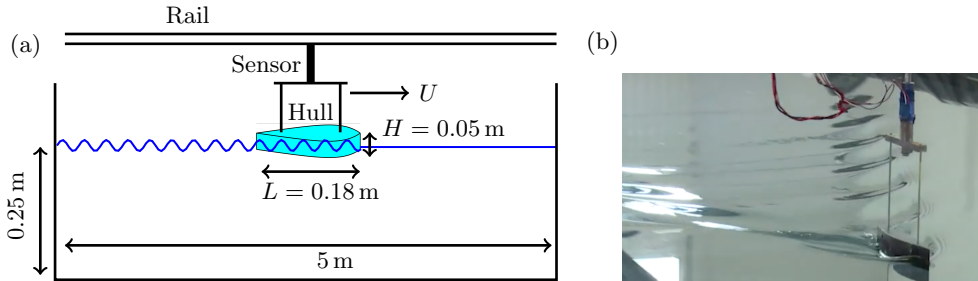 Rail
(a)
(b)
Sensor
U
Hull
H = 0.05 m
L = 0.18 m
0.25 m
5 m